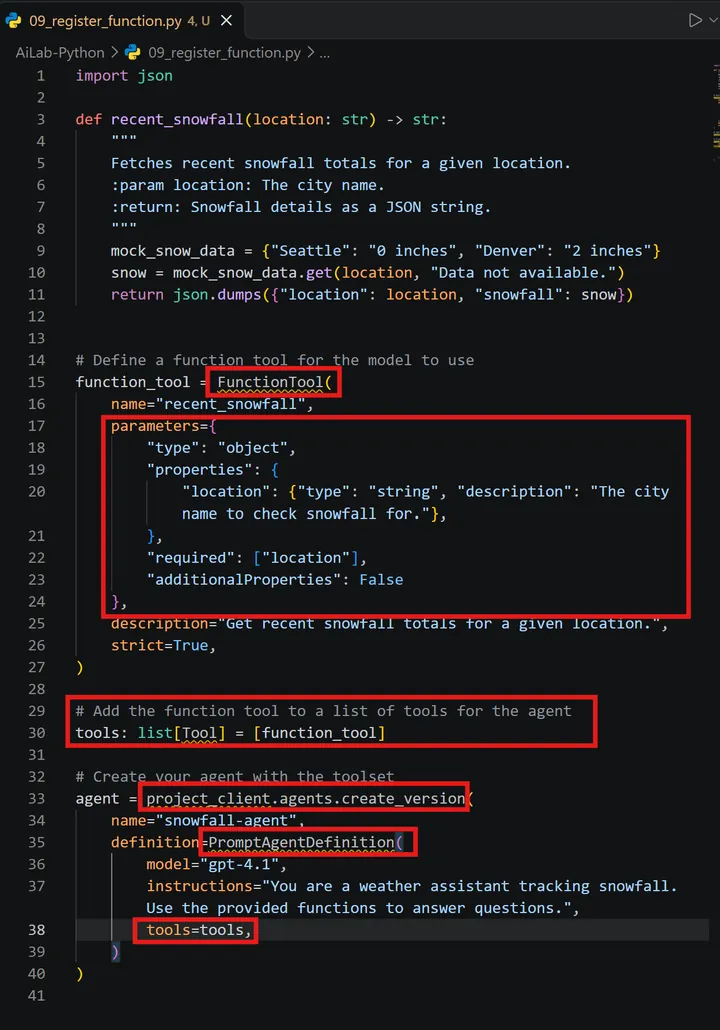 09_register_function.py 4, U
AiLab-Python > 09_register_function.py > ...
1 import json
2
3 def recent_snowfall(location: str) -> str:
4     """
5     Fetches recent snowfall totals for a given location.
6     :param location: The city name.
7     :return: Snowfall details as a JSON string.
8     """
9     mock_snow_data = {"Seattle": "0 inches", "Denver": "2 inches"}
10     snow = mock_snow_data.get(location, "Data not available.")
11     return json.dumps({"location": location, "snowfall": snow})
12
13
14 # Define a function tool for the model to use
15 function_tool = FunctionTool(
16     name="recent_snowfall",
17     parameters={
18         "type": "object",
19         "properties": {
20             "location": {"type": "string", "description": "The city
name to check snowfall for."},
21         },
22         "required": ["location"],
23         "additionalProperties": False
24     },
25     description="Get recent snowfall totals for a given location.",
26     strict=True,
27 )
28
29 # Add the function tool to a list of tools for the agent
30 tools: list[Tool] = [function_tool]
31
32 # Create your agent with the toolset
33 agent = project_client.agents.create_version(
34     name="snowfall-agent",
35     definition=PromptAgentDefinition(
36         model="gpt-4.1",
37         instructions="You are a weather assistant tracking snowfall.
Use the provided functions to answer questions.",
38         tools=tools,
39     )
40 )
41